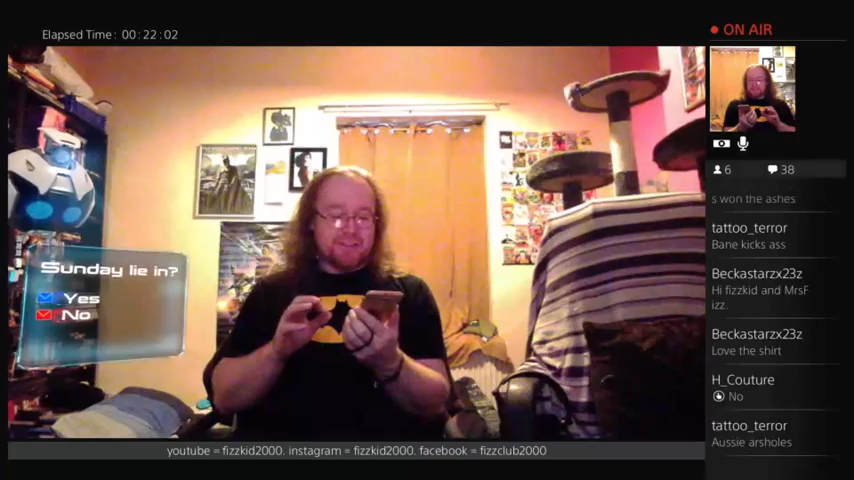 Elapsed Time: 00:22:02
ON AIR
6 38
s won the ashes
tattoo_terror
Bane kicks ass
Beckastarzx23z
Hi fizzkid and MrsF
izz.
Beckastarzx23z
Love the shirt
H_Couture
No
tattoo_terror
Aussie arsholes
Sunday lie in?
Yes
No
youtube = fizzkid2000. instagram = fizzkid2000. facebook = fizzclub2000